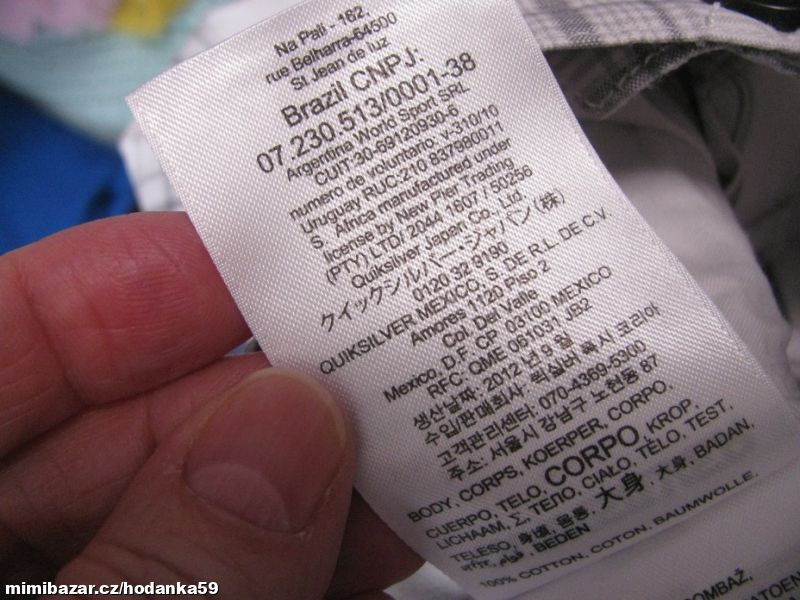 Na Pali - 162,
rue Belharra-64500
St Jean de luz
Brazil CNPJ:
07.230.513/0001-38
Argentina World Sport SRL
CUIT:30-69120930-6
numero de voluntario: v-310/10
Uruguay RUC:210 837980011
S. Africa manufactured under
license by New Pier Trading
(PTY) LTD/ 2044 1607 / 50256
Quiksilver Japan Co., Ltd
クイックシルバー・ジャパン(株)
0120 32 9190
QUIKSILVER MEXICO, S. DE R.L. DE C.V.
Amores 1120 Piso 2
Col. Del Valle
Mexico, D.F. CP. 03100 MEXICO
RFC: QME 061031 JB2
생산날짜: 2012 년 9 월
수입/판매회사: 퀵실버 록시 코리아
고객관리센터: 070-4369-5300
주소: 서울시 강남구 논현동 87
BODY, CORPS, KOERPER, CORPO,
CUERPO, TELO, CORPO, KROP,
LICHAAM, Σ, ТЕЛО, CIAŁO, TĚLO, TEST,
TELESO, 身頃, 몸통, 大身, 大身, BADAN,
BEDEN
100% COTTON, COTON, BAUMWOLLE,
mimibazar.cz/hodanka59